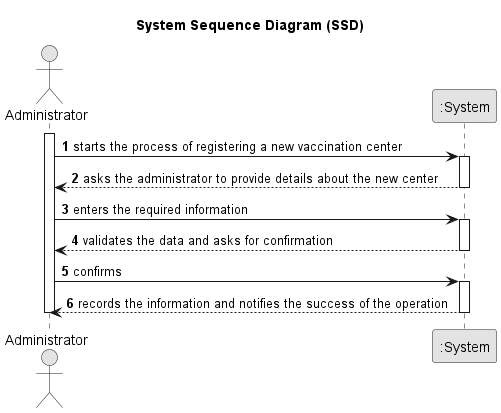 System Sequence Diagram (SSD)
Administrator
:System
1 starts the process of registering a new vaccination center
2 asks the administrator to provide details about the new center
3 enters the required information
4 validates the data and asks for confirmation
5 confirms
6 records the information and notifies the success of the operation
Administrator
:System